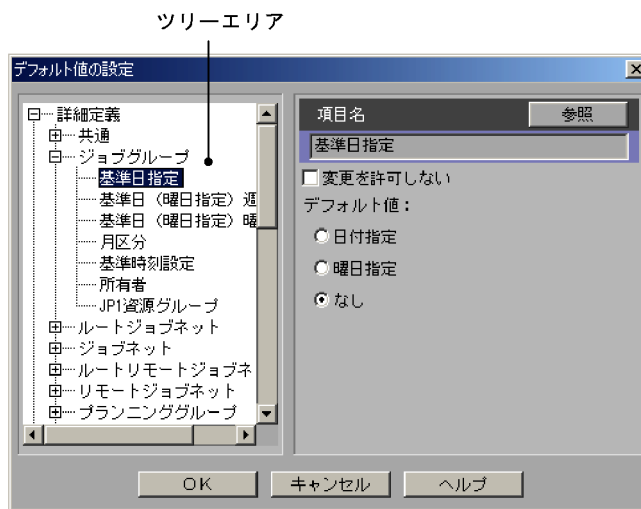 ツリーエリア
デフォルト値の設定
詳細定義
共通
ジョブグループ
基準日指定
基準日（曜日指定）週
基準日（曜日指定）曜
月区分
基準時刻設定
所有者
JP1資源グループ
ルートジョブネット
ジョブネット
ルートリモートジョブネ
リモートジョブネット
プランニンググループ
項目名
参照
基準日指定
変更を許可しない
デフォルト値：
日付指定
曜日指定
なし
OK
キャンセル
ヘルプ